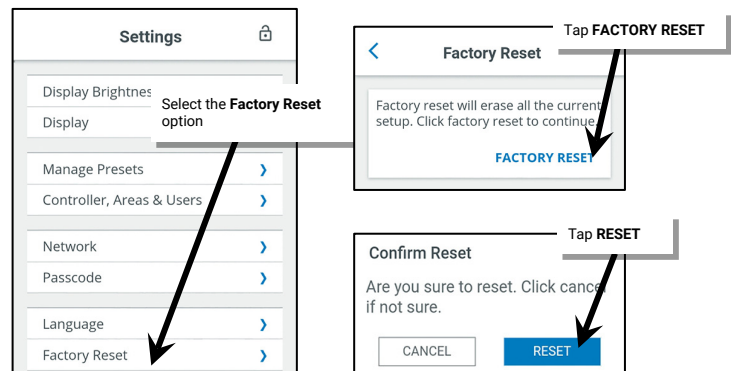 Settings
Display Brightnes
Display
Select the Factory Reset
option
Manage Presets
Controller, Areas & Users
Network
Passcode
Language
Factory Reset
Tap FACTORY RESET
Factory Reset
Factory reset will erase all the current
setup. Click factory reset to continue.
FACTORY RESET
Tap RESET
Confirm Reset
Are you sure to reset. Click cancel
if not sure.
CANCEL
RESET